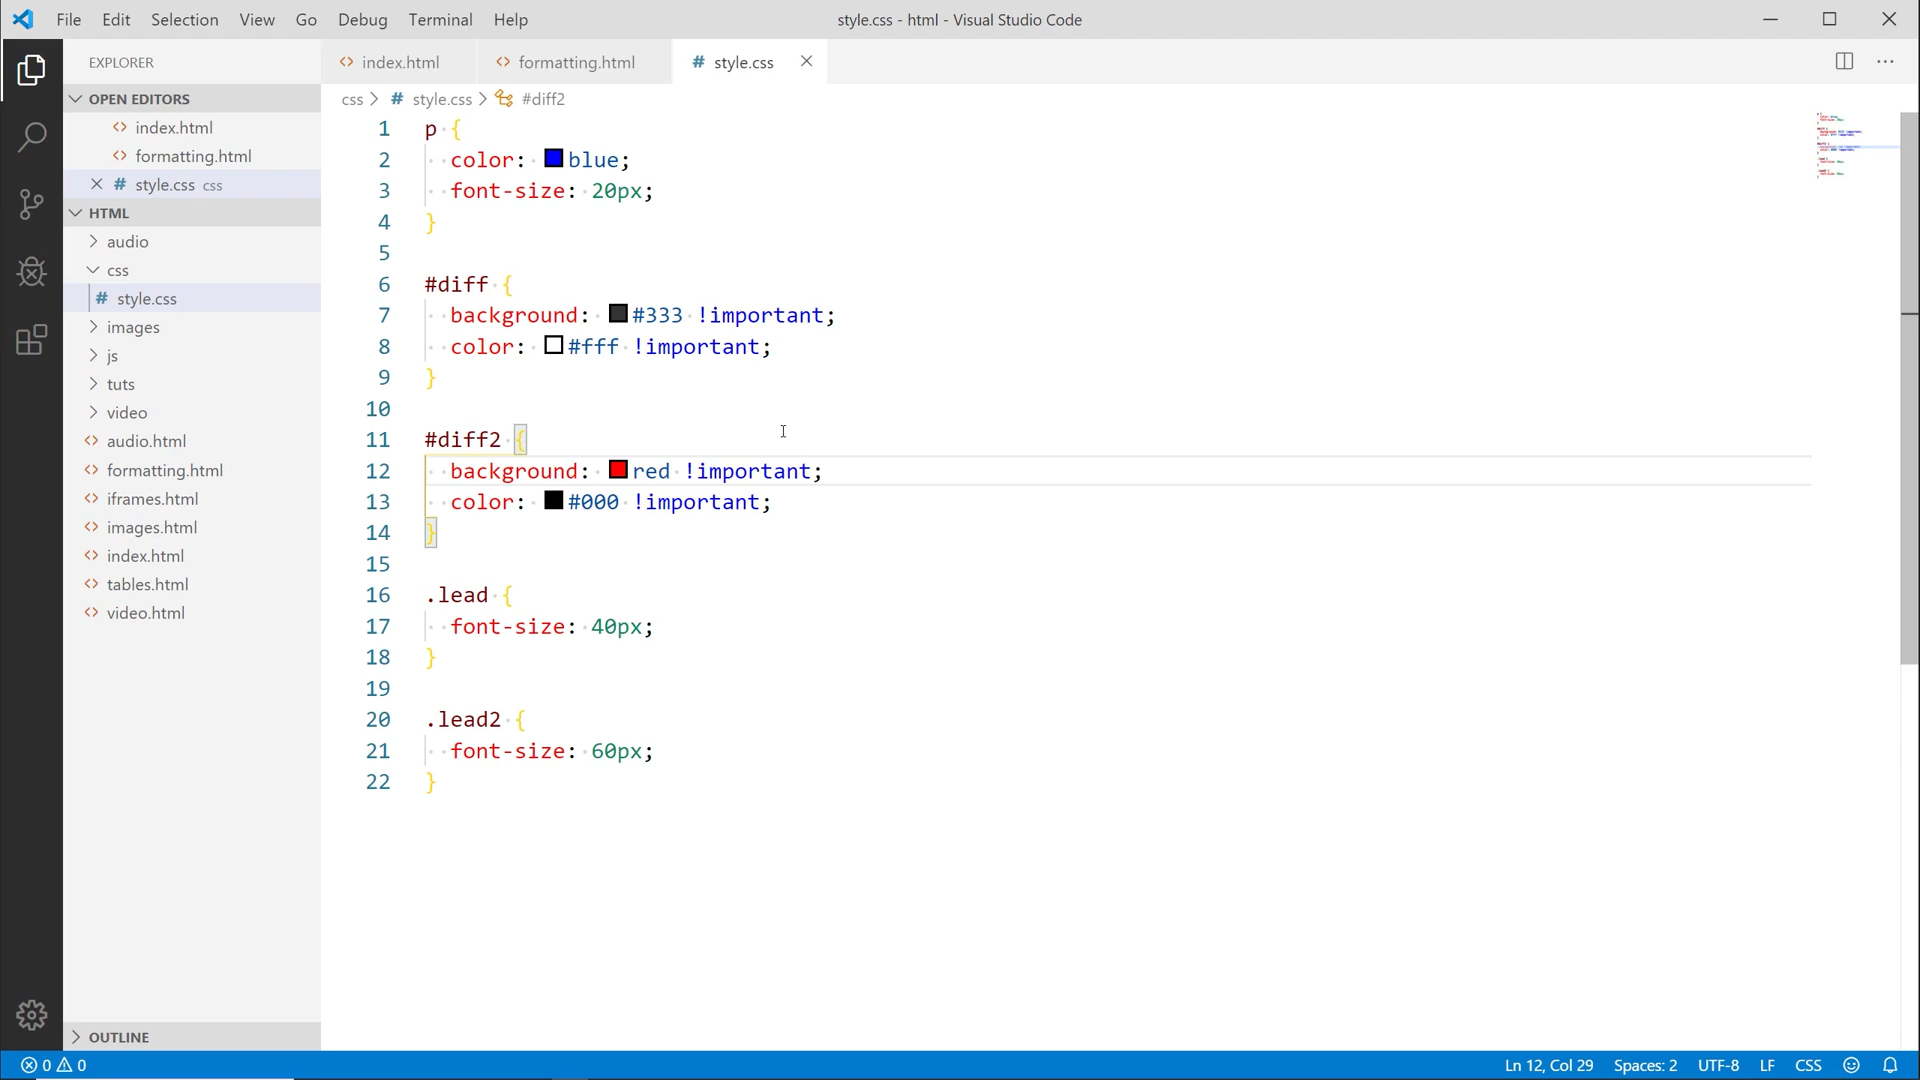 File Edit Selection View Go Debug Terminal Help
style.css - html - Visual Studio Code
EXPLORER
OPEN EDITORS
index.html
formatting.html
style.css css
HTML
audio
css
# style.css
images
js
tuts
video
audio.html
formatting.html
iframes.html
images.html
index.html
tables.html
video.html
OUTLINE
index.html
formatting.html
# style.css
css > # style.css > #diff2
1 p {
2 color: blue;
3 font-size: 20px;
4 }
5
6 #diff {
7 background: #333 !important;
8 color: #fff !important;
9 }
10
11 #diff2 {
12 background: red !important;
13 color: #000 !important;
14 }
15
16 .lead {
17 font-size: 40px;
18 }
19
20 .lead2 {
21 font-size: 60px;
22 }
0 0
Ln 12, Col 29 Spaces: 2 UTF-8 LF CSS